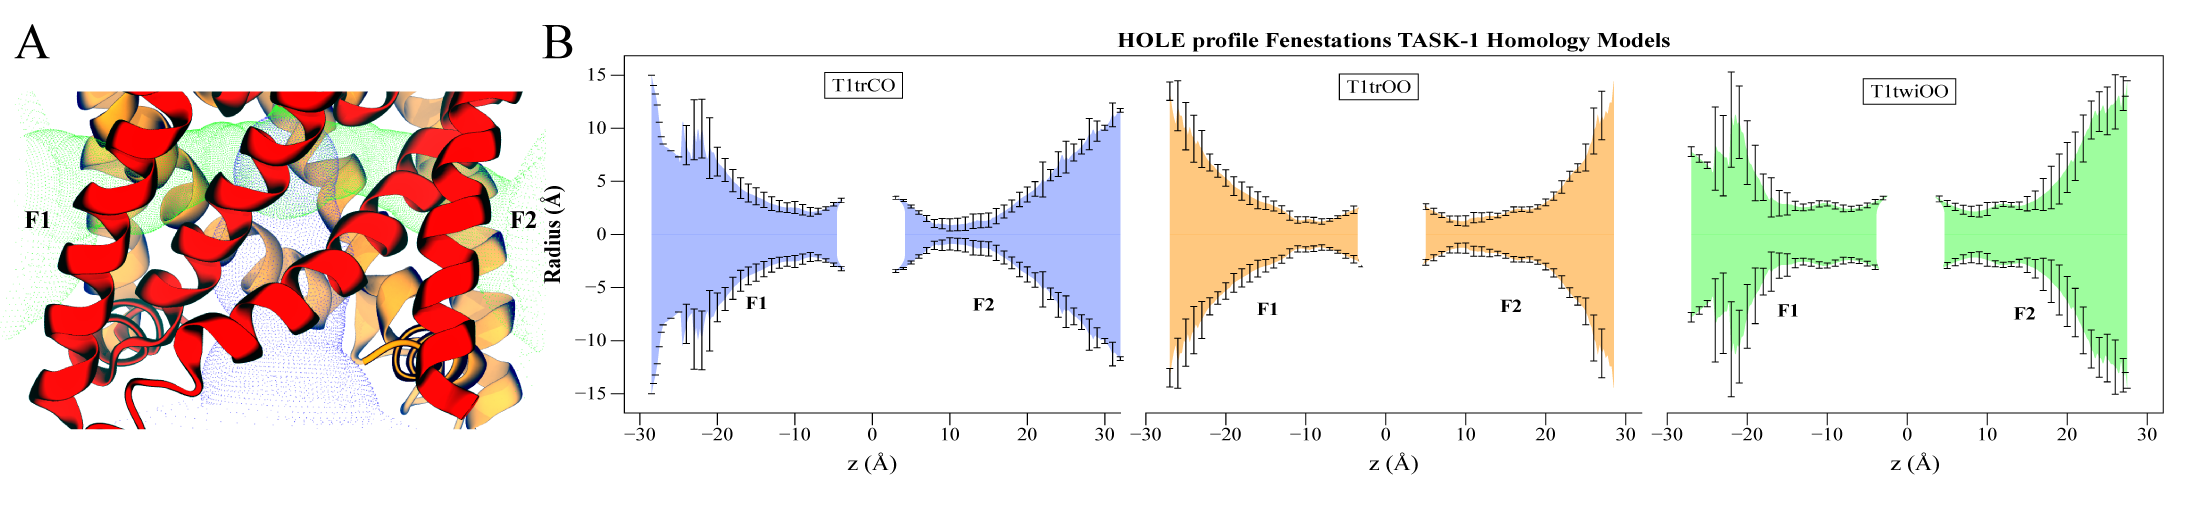 A
F1
F2
B
HOLE profile Fenestations TASK-1 Homology Models
Radius (Å)
15
10
5
0
−5
−10
−15
T1trCO
F1
F2
−30 −20 −10 0 10 20 30
z (Å)
T1trOO
F1
F2
−30 −20 −10 0 10 20 30
z (Å)
T1twiOO
F1
F2
−30 −20 −10 0 10 20 30
z (Å)